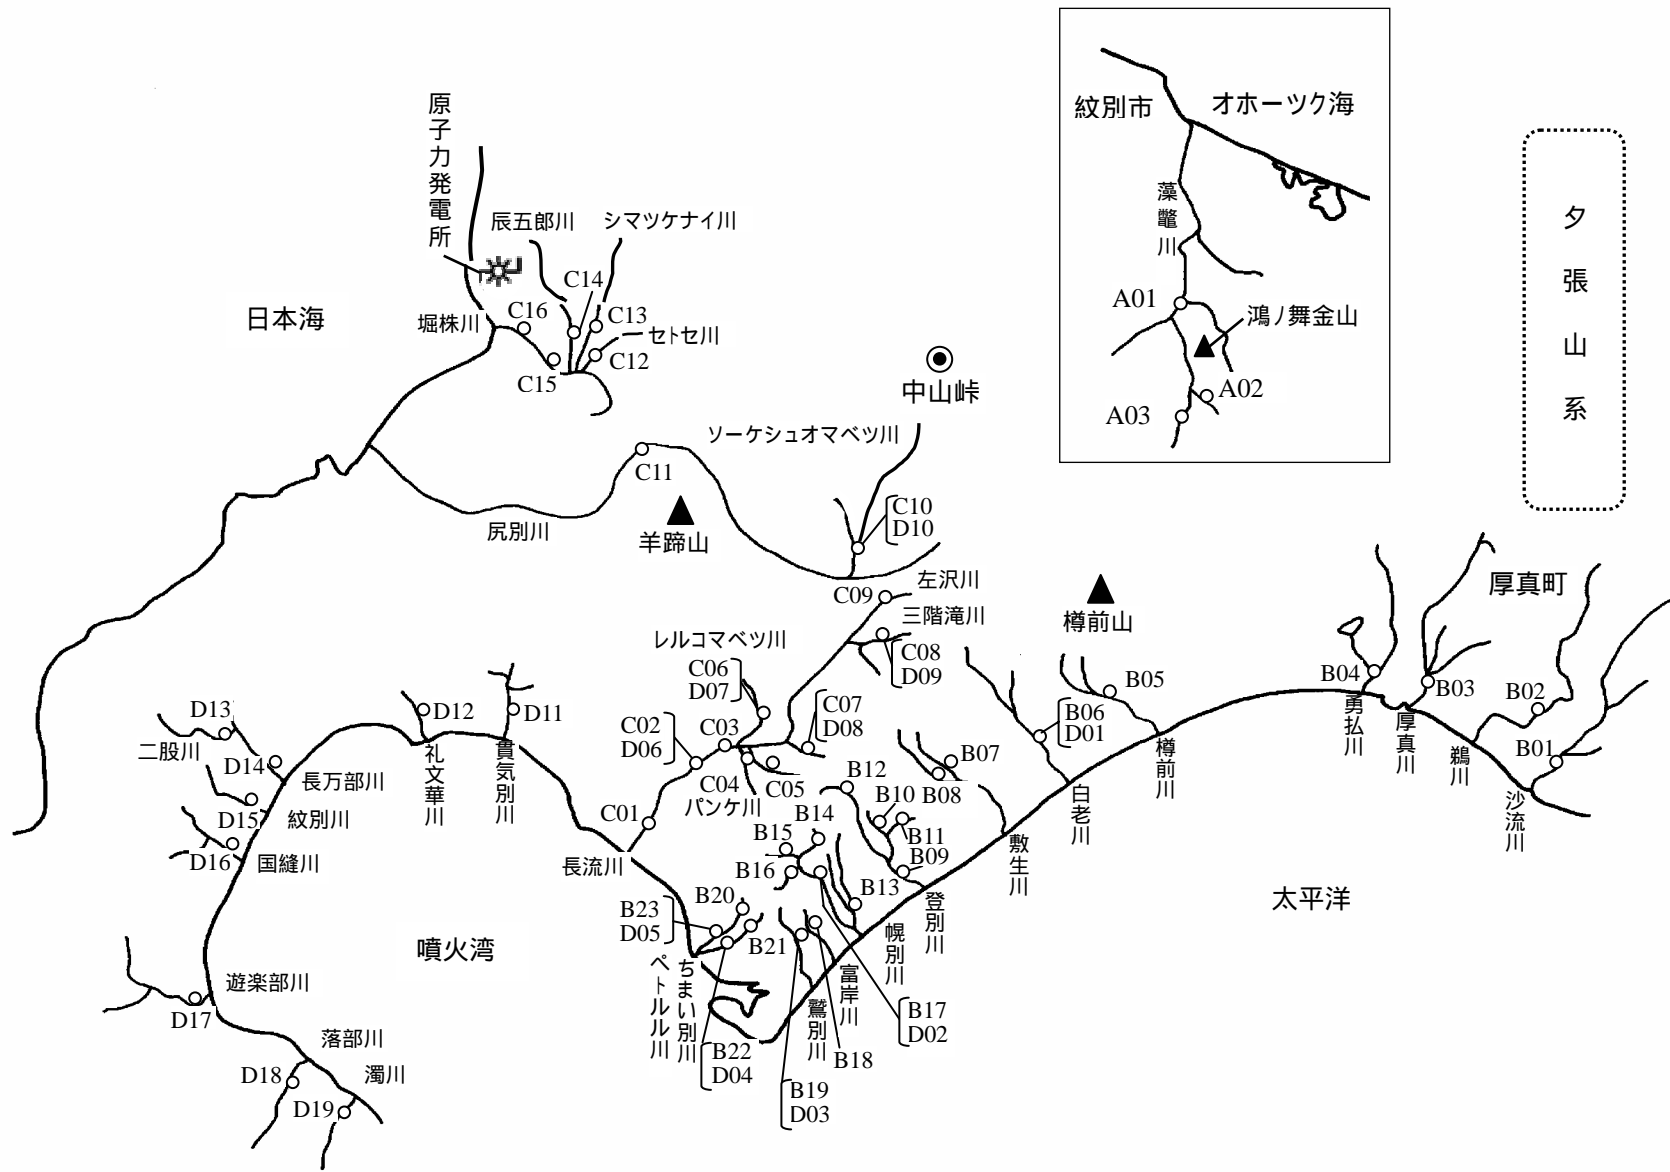 原子力発電所
辰五郎川
シマツケナイ川
C14
C16
C13
堀株川
セトセ川
C12
C15
日本海
中山峠
ソーケシュオマベツ川
C11
C10
D10
尻別川
羊蹄山
紋別市
オホーツク海
藻鼈川
A01
鴻ノ舞金山
A02
A03
夕張山系
左沢川
C09
三階滝川
C08
D09
レルコマベツ川
C06
D07
C07
D08
C02
D06
C03
C04
C05
パンケ川
C01
長流川
樽前山
厚真町
B04
B03
B02
B01
B05
B06
D01
勇払川
厚真川
鵡川
沙流川
樽前川
白老川
敷生川
登別川
幌別川
富岸川
鷲別川
B07
B08
B12
B10
B11
B09
B14
B15
B16
B13
B20
B21
B23
D05
ちまい別川
ペトルル川
B22
D04
B19
D03
B18
B17
D02
太平洋
D13
二股川
D14
長万部川
D15
紋別川
D16
国縫川
D12
礼文華川
D11
貫気別川
噴火湾
遊楽部川
D17
落部川
D18
濁川
D19